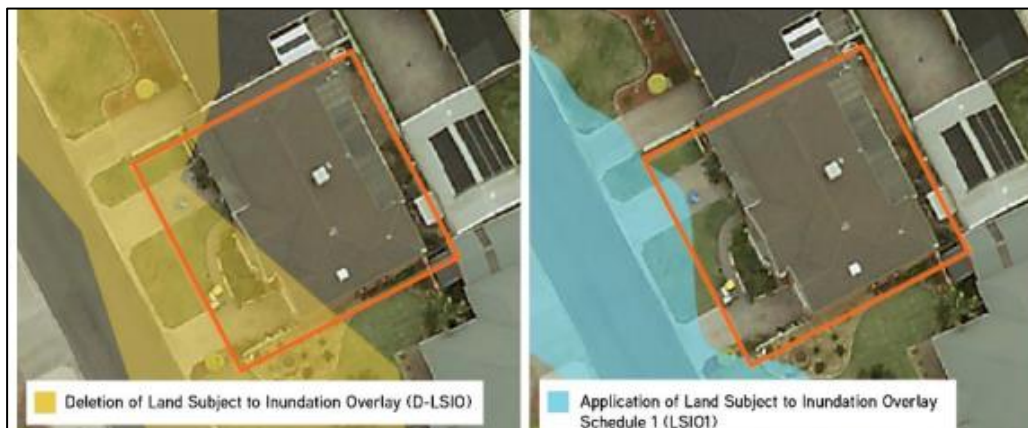 Deletion of Land Subject to Inundation Overlay (D-LSIO)
Application of Land Subject to Inundation Overlay
Schedule 1 (LSIO1)